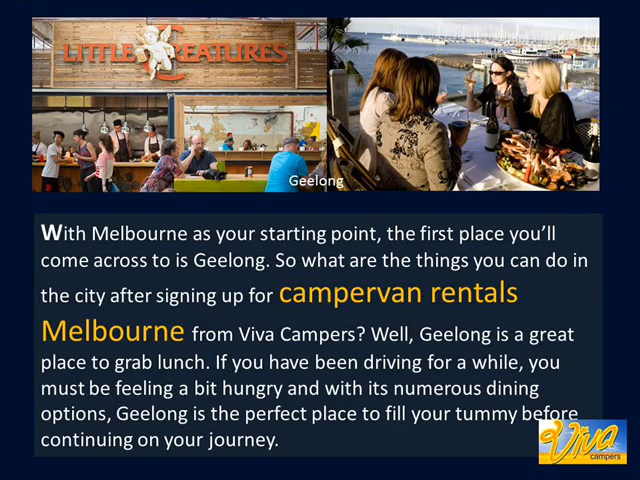 LITTLE CREATURES
Geelong
With Melbourne as your starting point, the first place you’ll
come across to is Geelong. So what are the things you can do in
the city after signing up for campervan rentals
Melbourne from Viva Campers? Well, Geelong is a great
place to grab lunch. If you have been driving for a while, you
must be feeling a bit hungry and with its numerous dining
options, Geelong is the perfect place to fill your tummy before
continuing on your journey.
Viva
campers